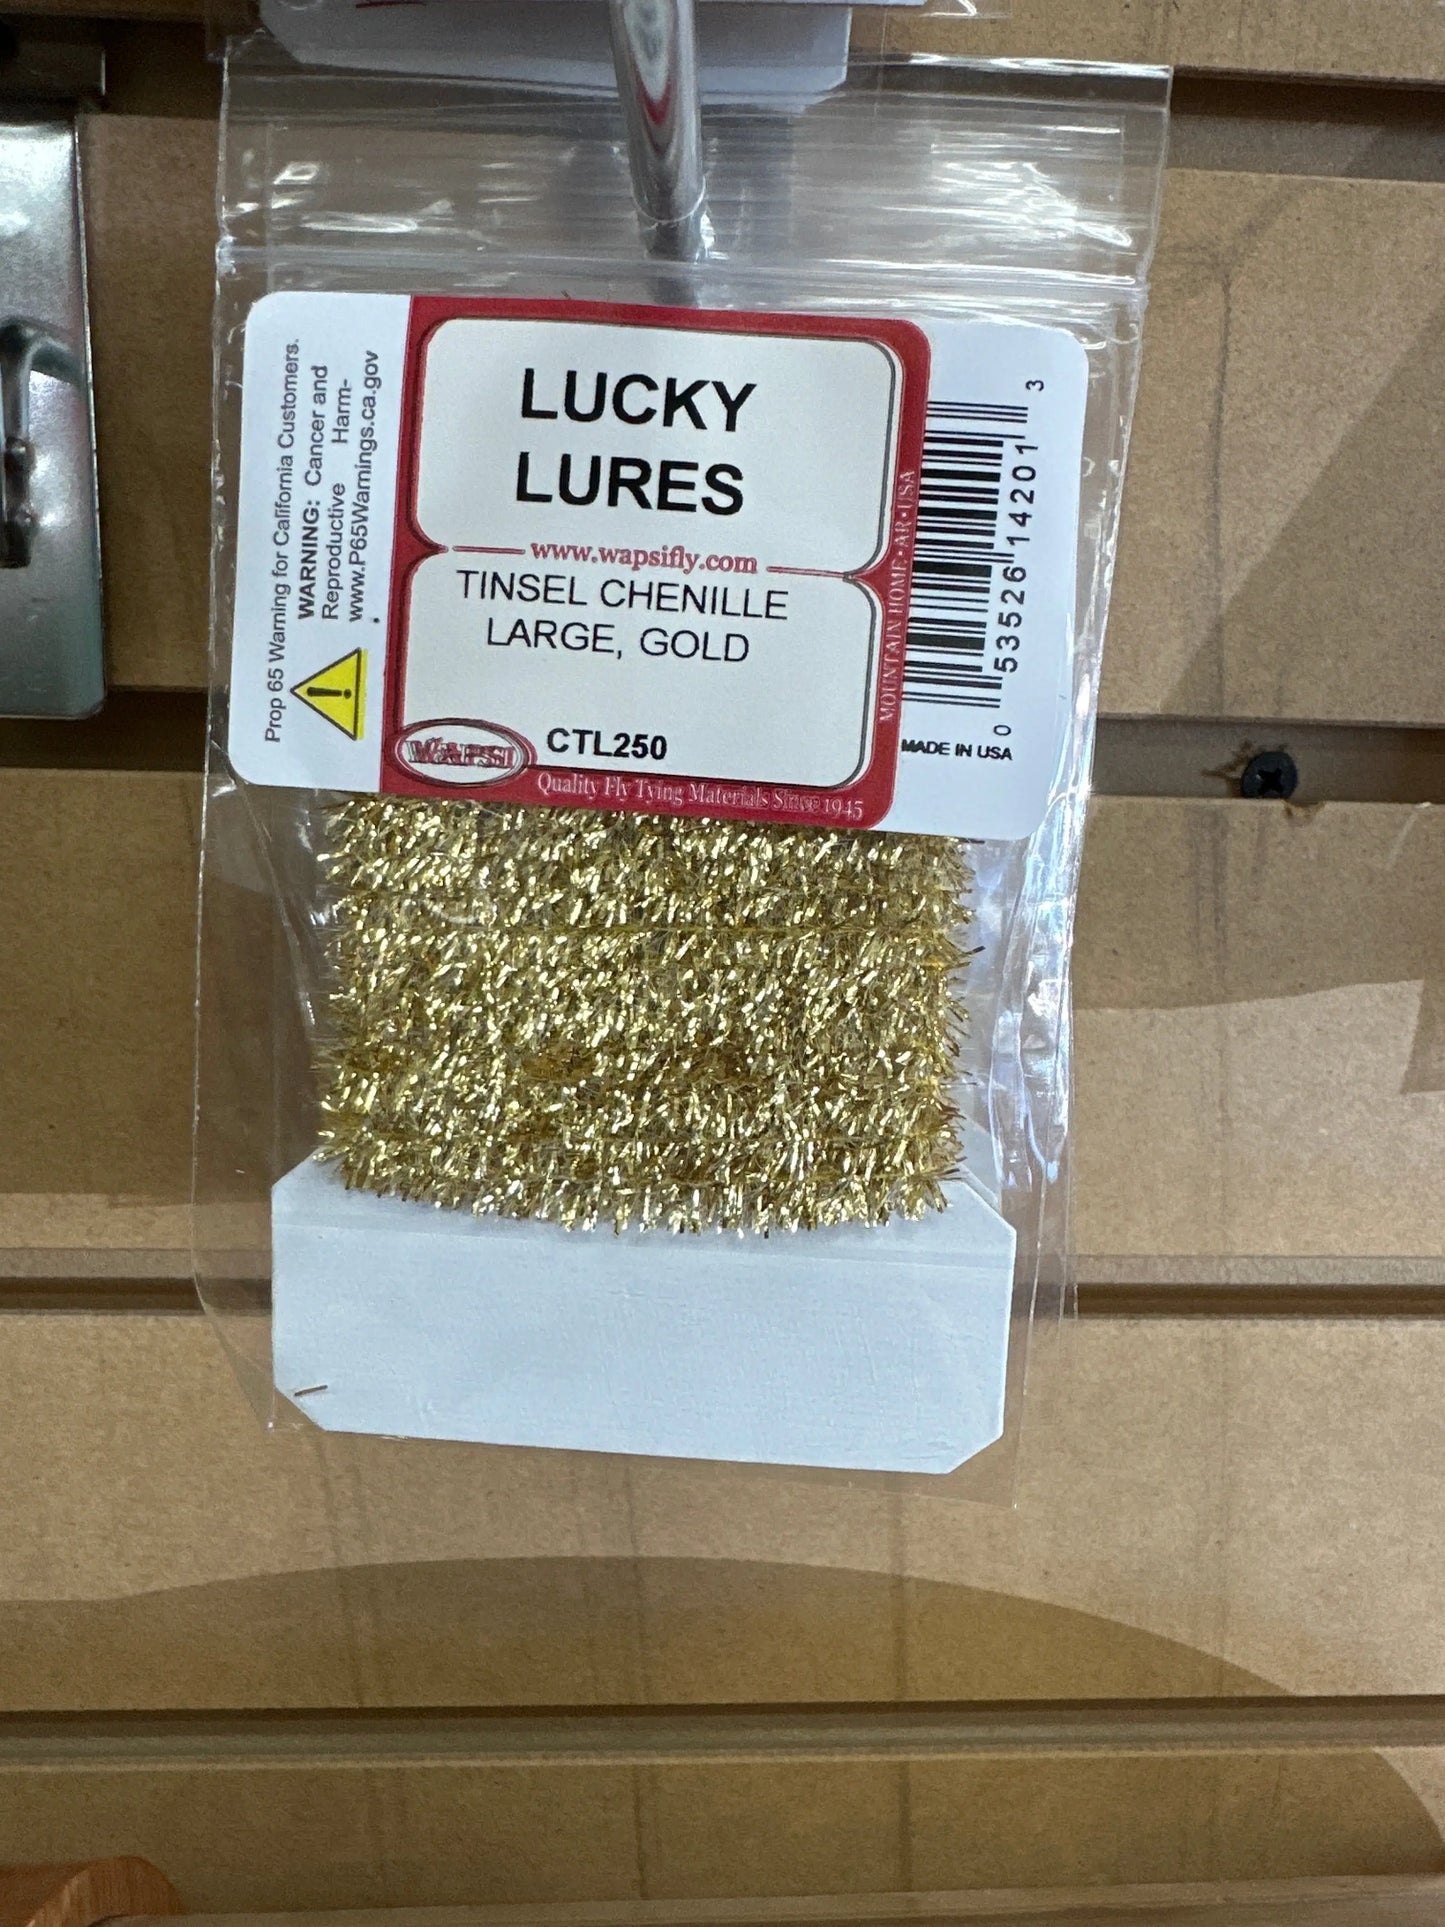 Prop 65 Warning for California Customers.
WARNING: Cancer and
Reproductive Harm-
www.P65Warnings.ca.gov
.
LUCKY
LURES
www.wapsifly.com
TINSEL CHENILLE
LARGE, GOLD
CTL250
WAPSI
Quality Fly Tying Materials Since 1945
MOUNTAIN HOME • AR • USA
0 53526 14201 3
MADE IN USA